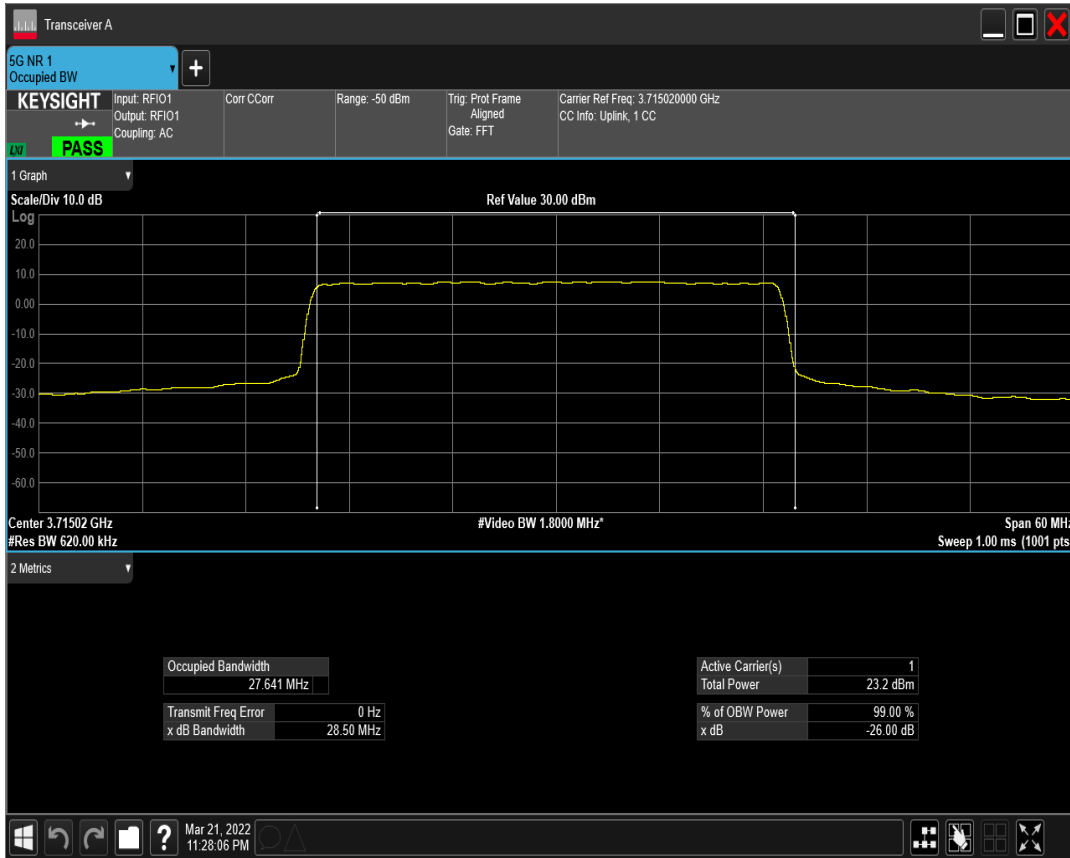 Transceiver A
5G NR 1
Occupied BW
KEYSIGHT
LXI
PASS
Input: RFIO1
Output: RFIO1
Coupling: AC
Corr CCorr
Range: -50 dBm
Trig: Prot Frame
Aligned
Gate: FFT
Carrier Ref Freq: 3.715020000 GHz
CC Info: Uplink, 1 CC
1 Graph
Scale/Div 10.0 dB
Ref Value 30.00 dBm
Log
20.0
10.0
0.00
-10.0
-20.0
-30.0
-40.0
-50.0
-60.0
Center 3.71502 GHz
#Video BW 1.8000 MHz*
Span 60 MHz
#Res BW 620.00 kHz
Sweep 1.00 ms (1001 pts
2 Metrics
Occupied Bandwidth
27.641 MHz
Transmit Freq Error 0 Hz
x dB Bandwidth 28.50 MHz
Active Carrier(s) 1
Total Power 23.2 dBm
% of OBW Power 99.00 %
x dB -26.00 dB
?
Mar 21, 2022
11:28:06 PM